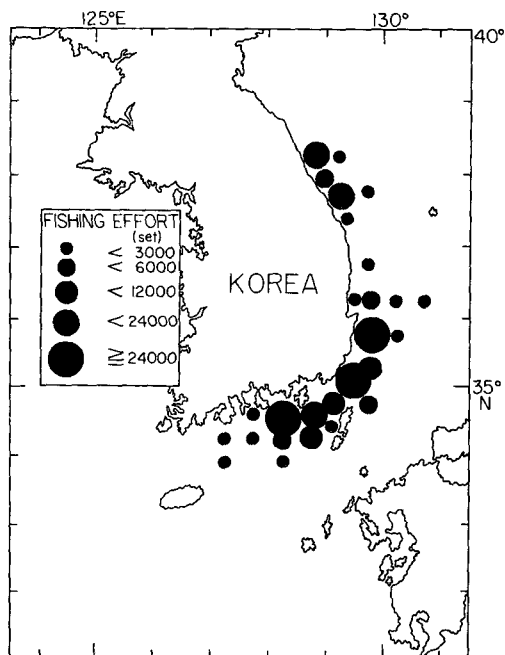 125°E 130°
40°
FISHING EFFORT
(set)
< 3000
< 6000
< 12000
< 24000
≧ 24000
KOREA
35°
N